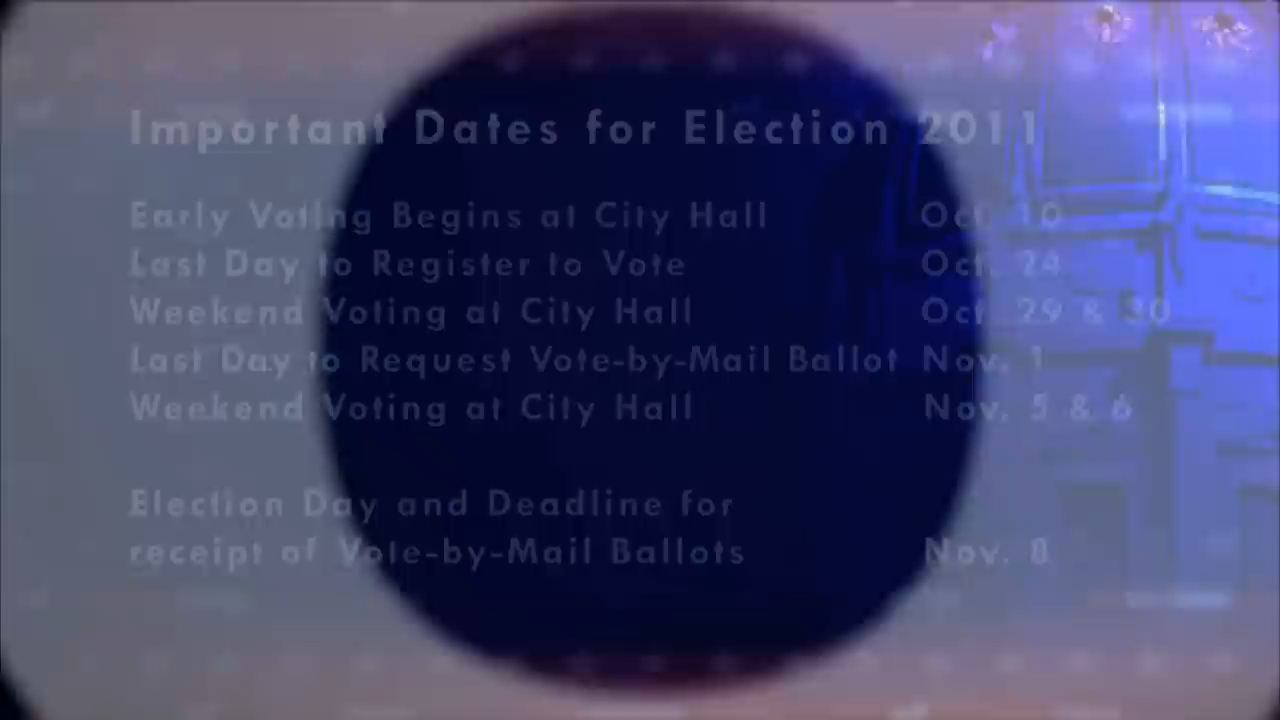 Important Dates for Election 2011
Early Voting Begins at City Hall Oct. 10
Last Day to Register to Vote Oct. 24
Weekend Voting at City Hall Oct. 29 & 30
Last Day to Request Vote-by-Mail Ballot Nov. 1
Weekend Voting at City Hall Nov. 5 & 6
Election Day and Deadline for
receipt of Vote-by-Mail Ballots Nov. 8